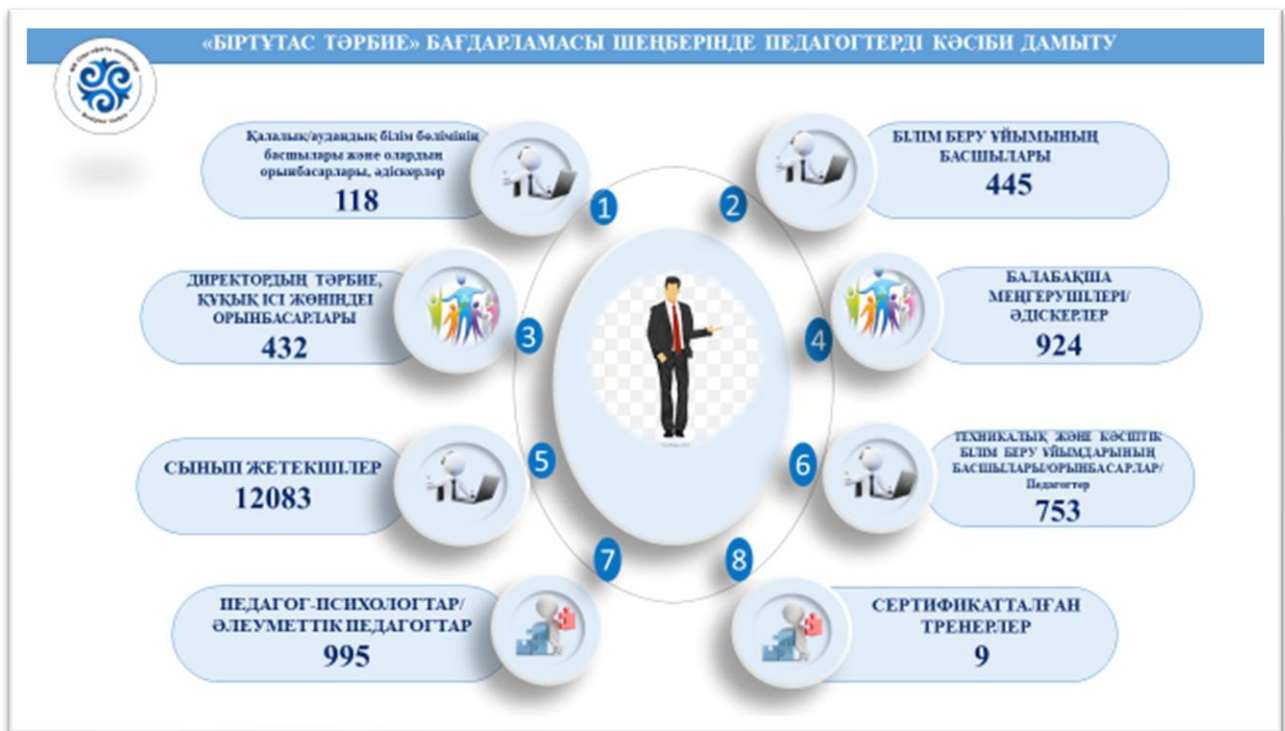 «БІРТҰТАС ТӘРБИЕ» БАҒДАРЛАМАСЫ ШЕҢБЕРІНДЕ ПЕДАГОГТЕРДІ КӘСІБИ ДАМЫТУ
Қалалық/аудандық білім бөлімінің
басшылары және олардың
орынбасарлары, әдіскерлер
118
1
2
БІЛІМ БЕРУ ҰЙЫМЫНЫҢ
БАСШЫЛАРЫ
445
ДИРЕКТОРДЫҢ ТӘРБИЕ,
ҚҰҚЫҚ ІСІ ЖӨНІНДЕГІ
ОРЫНБАСАРЛАРЫ
432
3
4
БАЛАБАҚША
МЕҢГЕРУШІЛЕРІ/
ӘДІСКЕРЛЕР
924
СЫНЫП ЖЕТЕКШІЛЕР
12083
5
6
ТЕХНИКАЛЫҚ ЖӘНЕ КӘСІПТІК
БІЛІМ БЕРУ ҰЙЫМДАРЫНЫҢ
БАСШЫЛАРЫ/ОРЫНБАСАРЛАР/
Педагогтер
753
ПЕДАГОГ-ПСИХОЛОГТАР/
ӘЛЕУМЕТТІК ПЕДАГОГТАР
995
7
8
СЕРТИФИКАТТАЛҒАН
ТРЕНЕРЛЕР
9